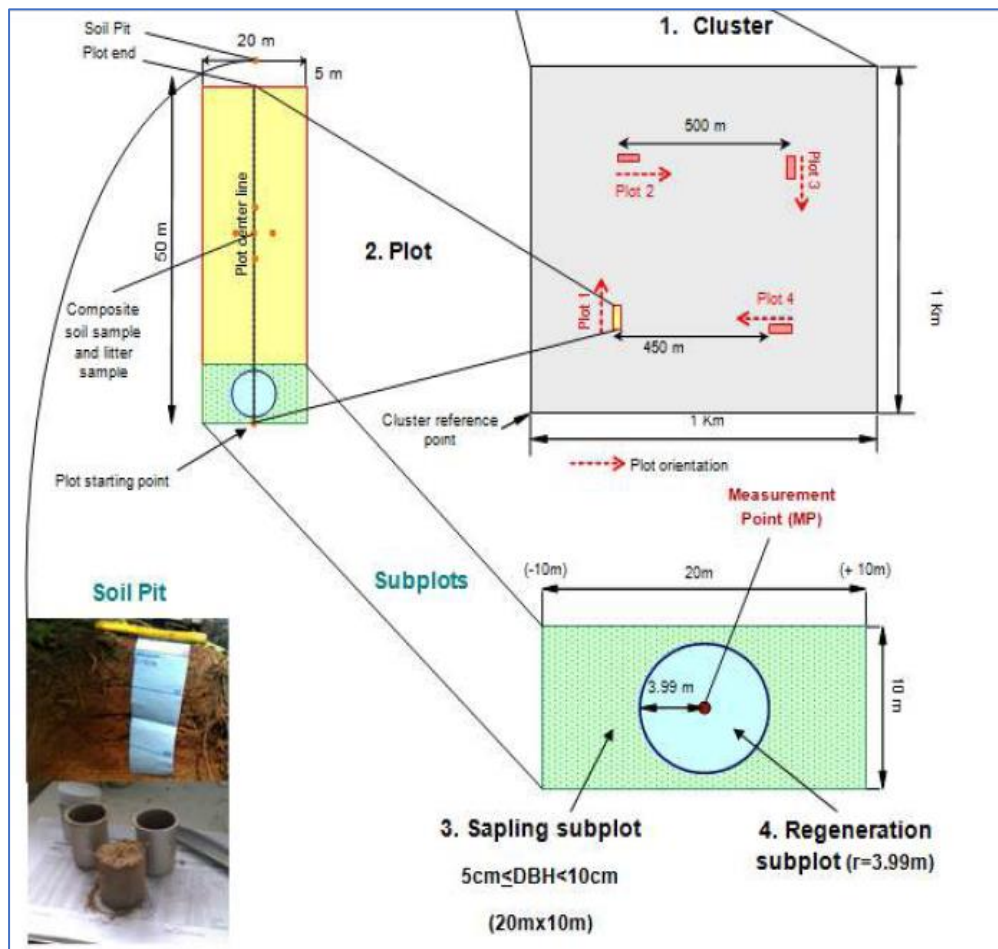 Soil Pit
Plot end
20 m
5 m
50 m
Plot center line
Composite
soil sample
and litter
sample
Plot starting point
1. Cluster
500 m
Plot 2
Plot 3
2. Plot
Plot 1
Plot 4
450 m
1 Km
Cluster reference
point
1 Km
Plot orientation
Measurement
Point (MP)
Subplots
(-10m)
20m
(+ 10m)
3.99 m
10 m
Soil Pit
3. Sapling subplot
5cm≤DBH<10cm
(20mx10m)
4. Regeneration
subplot (r=3.99m)